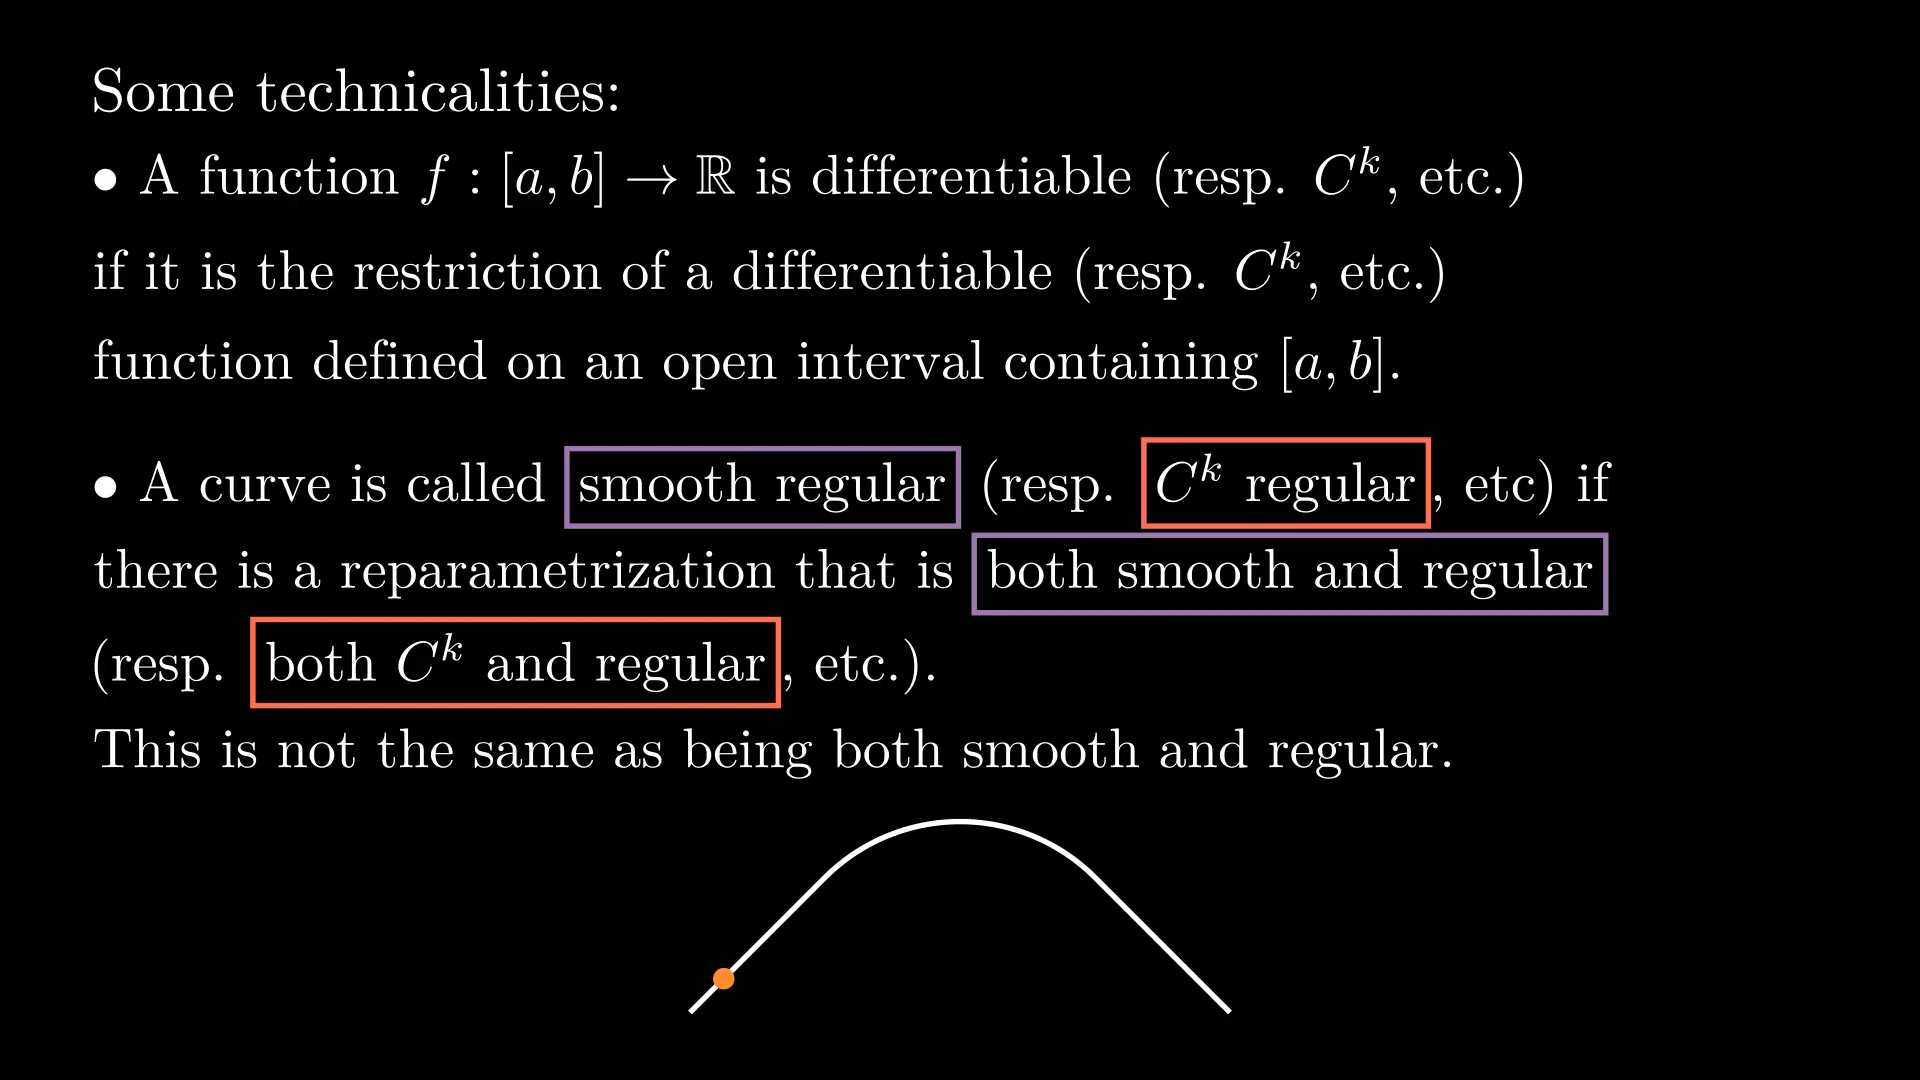 Some technicalities:
• A function f : [a, b] → ℝ is differentiable (resp. C^k, etc.)
if it is the restriction of a differentiable (resp. C^k, etc.)
function defined on an open interval containing [a, b].
• A curve is called smooth regular (resp. C^k regular, etc) if
there is a reparametrization that is both smooth and regular
(resp. both C^k and regular, etc.).
This is not the same as being both smooth and regular.